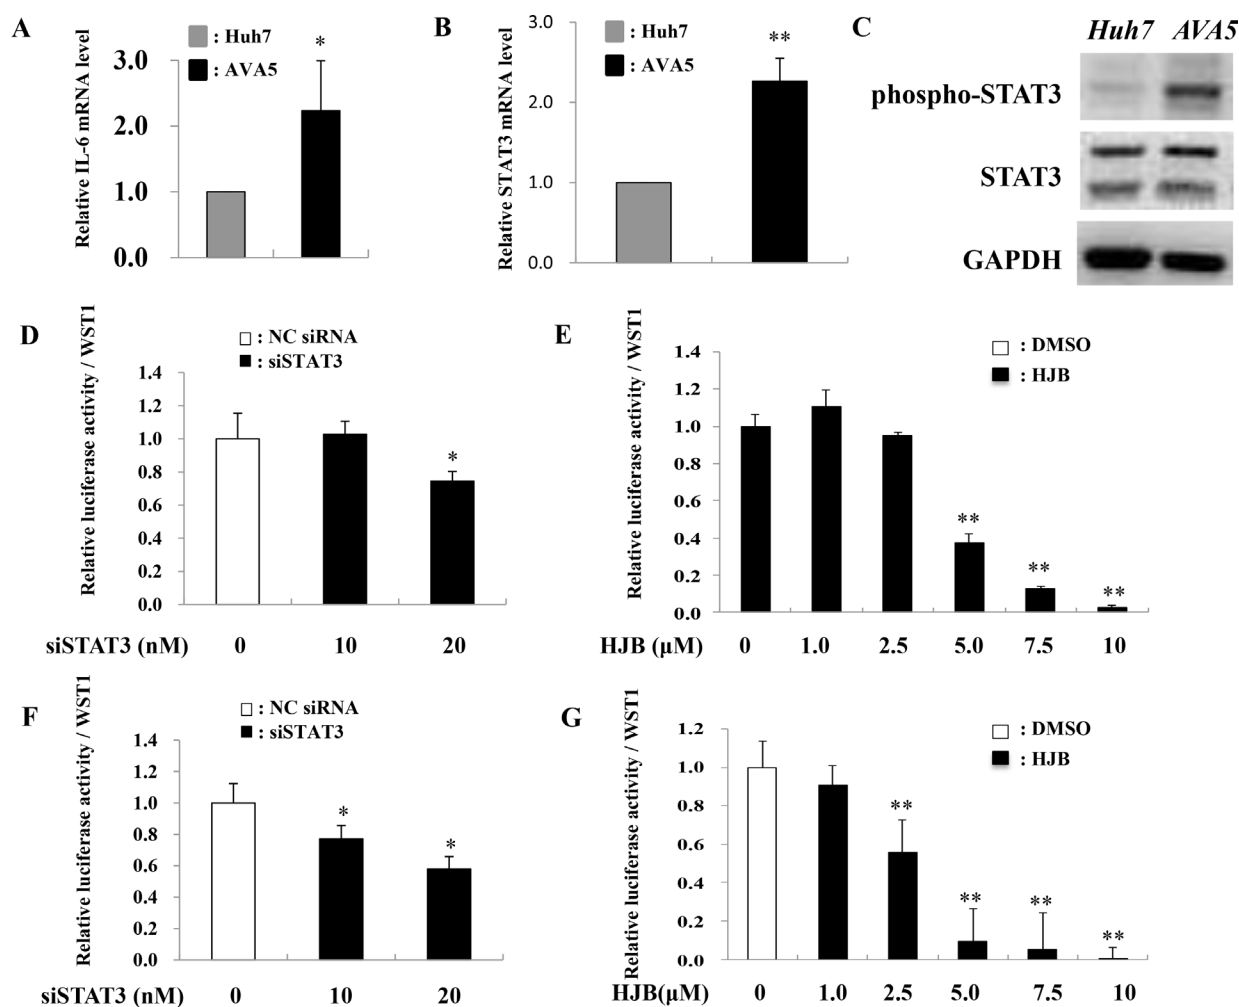 A
: Huh7
: AVA5
Relative IL-6 mRNA level
3.0
2.0
1.0
0.0
*
B
: Huh7
: AVA5
Relative STAT3 mRNA level
3.0
2.0
1.0
0.0
**
C
Huh7 AVA5
phospho-STAT3
STAT3
GAPDH
D
: NC siRNA
: siSTAT3
Relative luciferase activity / WST1
1.4
1.2
1.0
0.8
0.6
0.4
0.2
0.0
*
siSTAT3 (nM) 0 10 20
E
: DMSO
: HJB
Relative luciferase activity / WST1
1.4
1.2
1.0
0.8
0.6
0.4
0.2
0.0
** ** **
HJB (μM) 0 1.0 2.5 5.0 7.5 10
F
: NC siRNA
: siSTAT3
Relative luciferase activity / WST1
1.4
1.2
1.0
0.8
0.6
0.4
0.2
0.0
* *
siSTAT3 (nM) 0 10 20
G
: DMSO
: HJB
Relative luciferase activity / WST1
1.2
1.0
0.8
0.6
0.4
0.2
0.0
** ** ** **
HJB(μM) 0 1.0 2.5 5.0 7.5 10